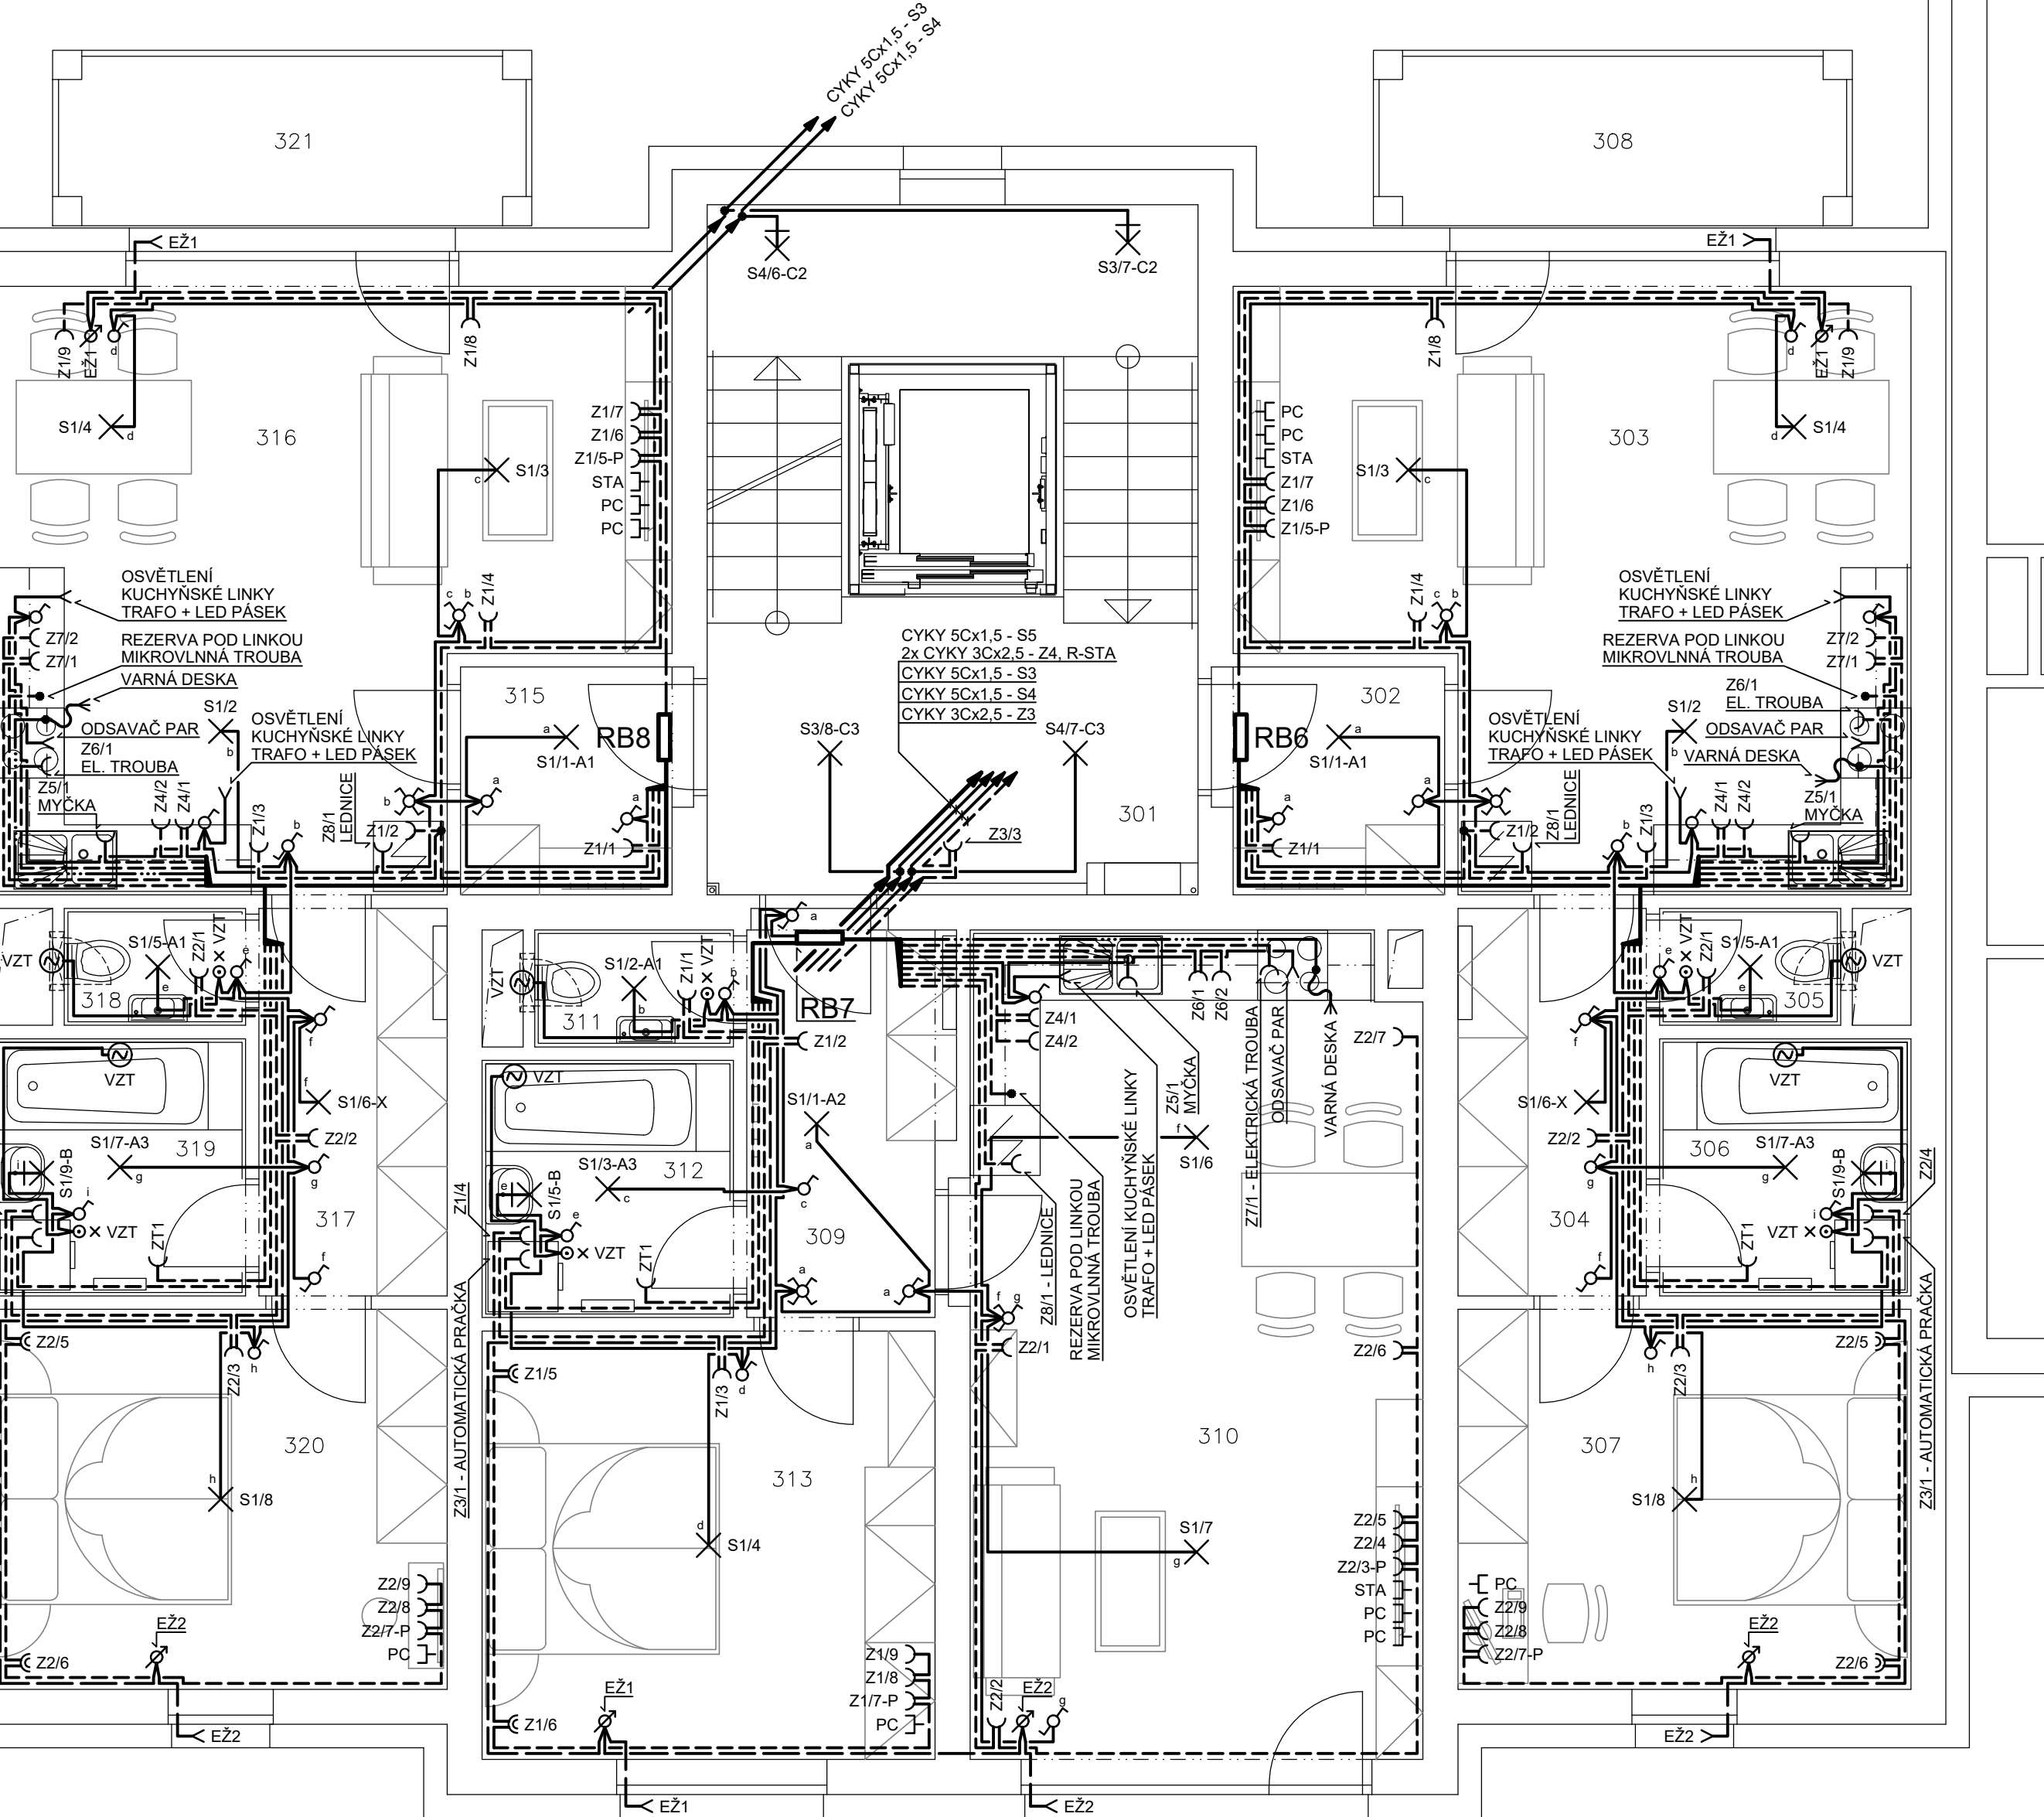 CYKY 5Cx1,5 - S3
CYKY 5Cx1,5 - S4
321
308
EŽ1
EŽ1
S4/6-C2
S3/7-C2
Z1/9
EŽ1
d
Z1/8
Z1/8
d
EŽ1
Z1/9
S1/4
d
316
Z1/7
Z1/6
Z1/5-P
STA
PC
PC
c
S1/3
PC
PC
STA
Z1/7
Z1/6
Z1/5-P
S1/3
c
303
d
S1/4
OSVĚTLENÍ
KUCHYŇSKÉ LINKY
TRAFO + LED PÁSEK
c
b
Z1/4
Z1/4
c
b
OSVĚTLENÍ
KUCHYŇSKÉ LINKY
TRAFO + LED PÁSEK
Z7/2
Z7/1
REZERVA POD LINKOU
MIKROVLNNÁ TROUBA
VARNÁ DESKA
CYKY 5Cx1,5 - S5
2x CYKY 3Cx2,5 - Z4, R-STA
CYKY 5Cx1,5 - S3
CYKY 5Cx1,5 - S4
CYKY 3Cx2,5 - Z3
REZERVA POD LINKOU
MIKROVLNNÁ TROUBA
Z7/2
Z7/1
315
302
Z6/1
EL. TROUBA
S1/2
b
ODSAVAČ PAR
OSVĚTLENÍ
KUCHYŇSKÉ LINKY
TRAFO + LED PÁSEK
Z6/1
EL. TROUBA
a
S1/1-A1
RB8
S3/8-C3
S4/7-C3
RB6
a
S1/1-A1
OSVĚTLENÍ
KUCHYŇSKÉ LINKY
TRAFO + LED PÁSEK
S1/2
b
ODSAVAČ PAR
VARNÁ DESKA
Z5/1
MYČKA
Z4/2
Z4/1
Z1/3
b
Z8/1
LEDNICE
b
Z1/2
a
a
Z1/1
301
Z3/3
a
Z1/1
a
Z1/2
Z8/1
LEDNICE
b
Z1/3
Z4/1
Z4/2
Z5/1
MYČKA
VZT
318
S1/5-A1
e
Z2/1
VZT
e
VZT
311
S1/2-A1
b
Z1/1
VZT
b
a
RB7
Z1/2
e
VZT
Z2/1
S1/5-A1
e
305
VZT
Z4/1
Z4/2
Z6/1
Z6/2
Z2/7
f
f
VZT
S1/6-X
Z2/2
g
319
S1/7-A3
g
i
S1/9-B
i
VZT
ZT1
317
f
VZT
S1/3-A3
c
312
e
S1/5-B
e
VZT
ZT1
Z1/4
Z3/1 - AUTOMATICKÁ PRAČKA
S1/1-A2
a
c
309
a
a
f
g
Z2/1
f
S1/6
Z8/1 - LEDNICE
REZERVA POD LINKOU
MIKROVLNNÁ TROUBA
OSVĚTLENÍ KUCHYŇSKÉ LINKY
TRAFO + LED PÁSEK
Z5/1
MYČKA
Z7/1 - ELEKTRICKÁ TROUBA
ODSAVAČ PAR
VARNÁ DESKA
f
S1/6-X
Z2/2
g
304
f
VZT
306
S1/7-A3
g
S1/9-B
i
i
VZT
ZT1
Z2/4
Z3/1 - AUTOMATICKÁ PRAČKA
Z2/5
Z2/3
h
Z1/5
Z1/3
d
Z2/6
h
Z2/3
Z2/5
320
h
S1/8
313
d
S1/4
310
g
S1/7
307
h
S1/8
Z2/5
Z2/4
Z2/3-P
STA
PC
PC
Z2/9
Z2/8
Z2/7-P
PC
PC
Z2/9
Z2/8
Z2/7-P
Z2/6
EŽ2
EŽ2
Z1/6
EŽ1
Z1/9
Z1/8
Z1/7-P
PC
EŽ1
Z2/2
EŽ2
g
EŽ2
EŽ2
Z2/6
EŽ2